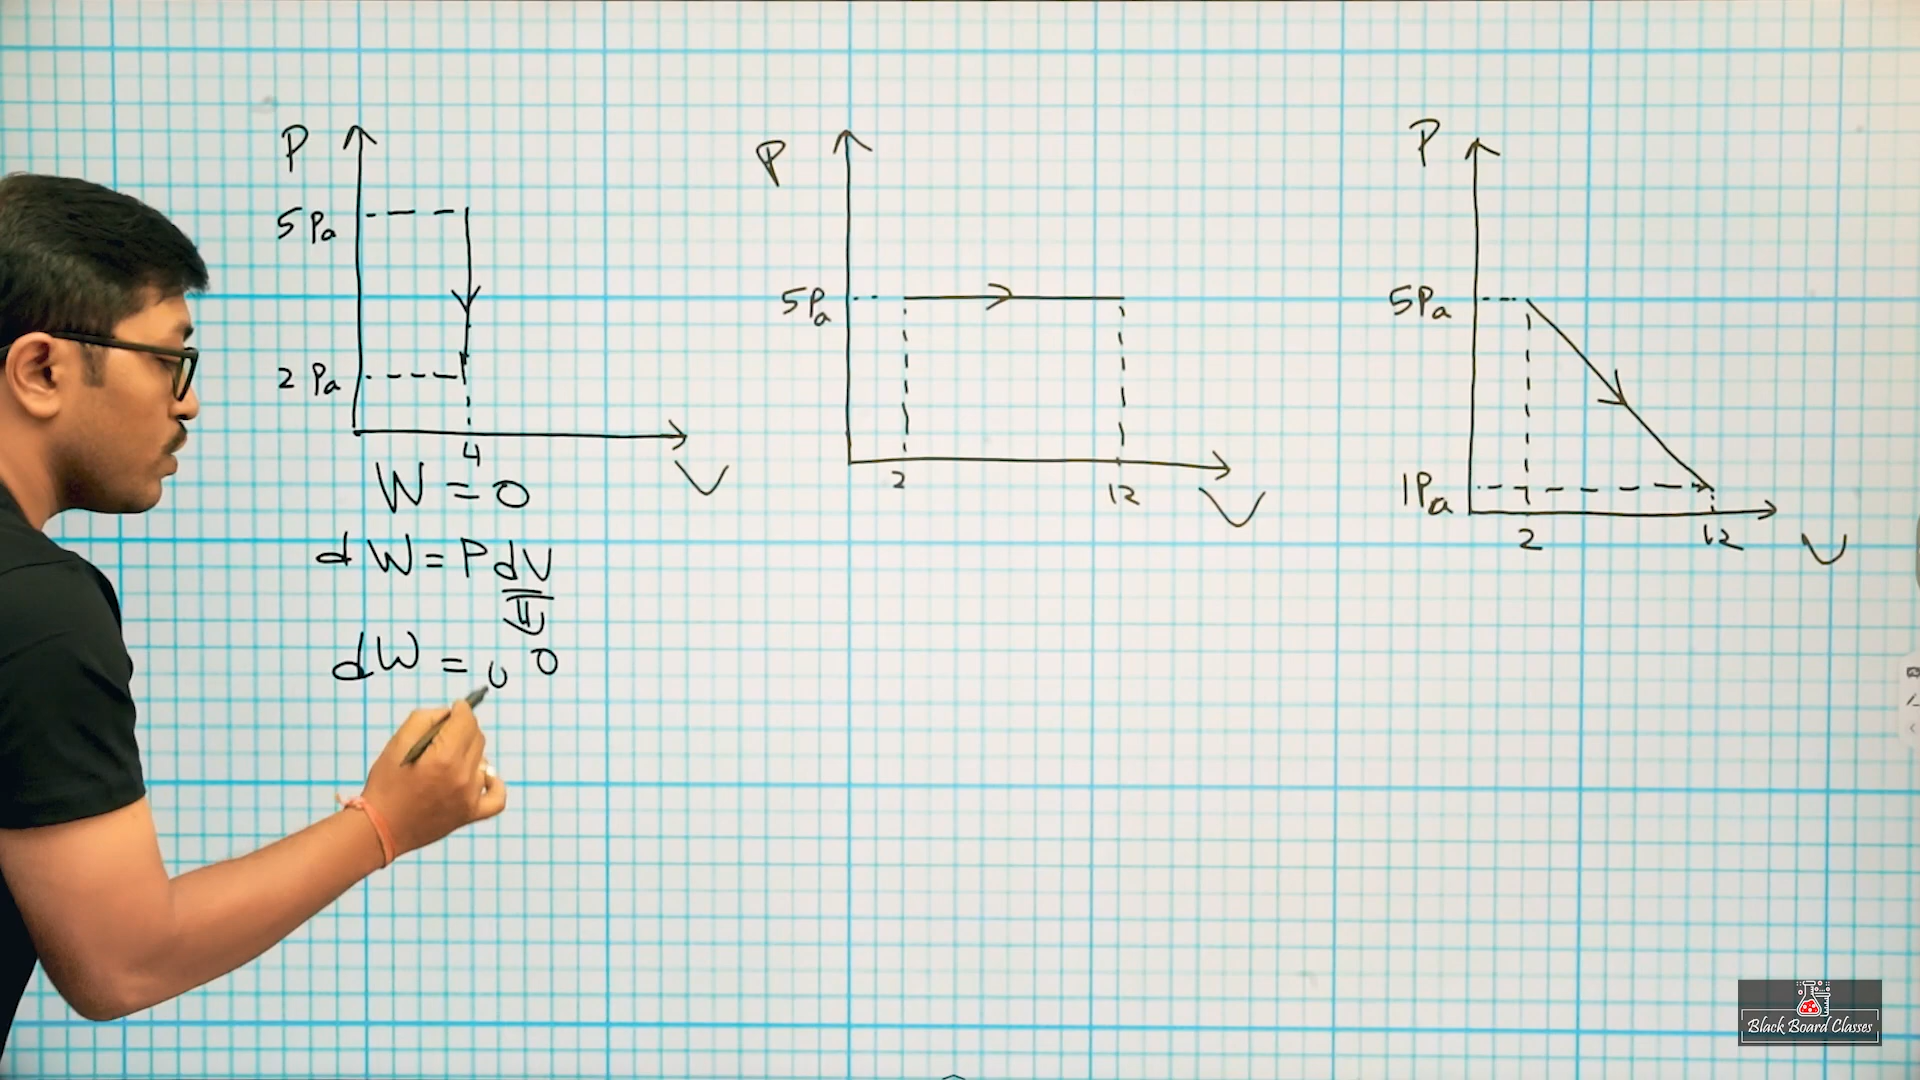 P
5 Pa
2 Pa
4
V
W = 0
dW = P dV
dW = 0
P
5Pa
2
12
V
P
5Pa
1Pa
2
12
V
Black Board Classes